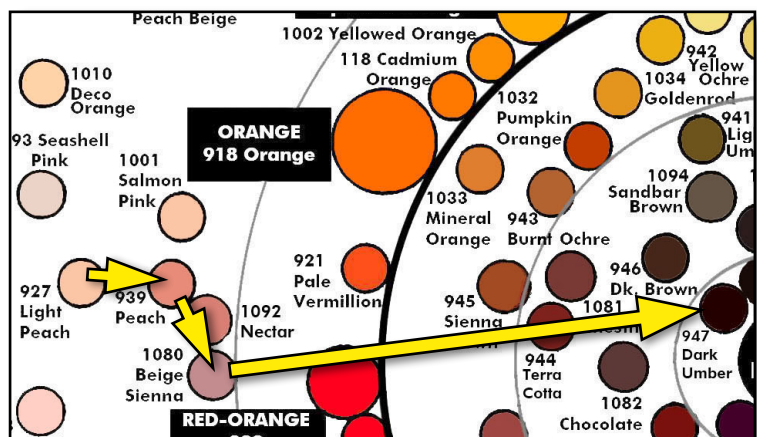 Peach Beige
1002 Yellowed Orange
118 Cadmium
Orange
1010
Deco
Orange
942
Yellow
Ochre
1034
Goldenrod
1032
Pumpkin
Orange
ORANGE
918 Orange
93 Seashell
Pink
1001
Salmon
Pink
941
1094
Sandbar
Brown
1033
Mineral
Orange
943
Burnt Ochre
921
Pale
Vermillion
946
Dk. Brown
927
Light
Peach
939
Peach
1092
Nectar
945
Sienna
1081
947
Dark
Umber
944
Terra
Cotta
1080
Beige
Sienna
1082
Chocolate
RED-ORANGE